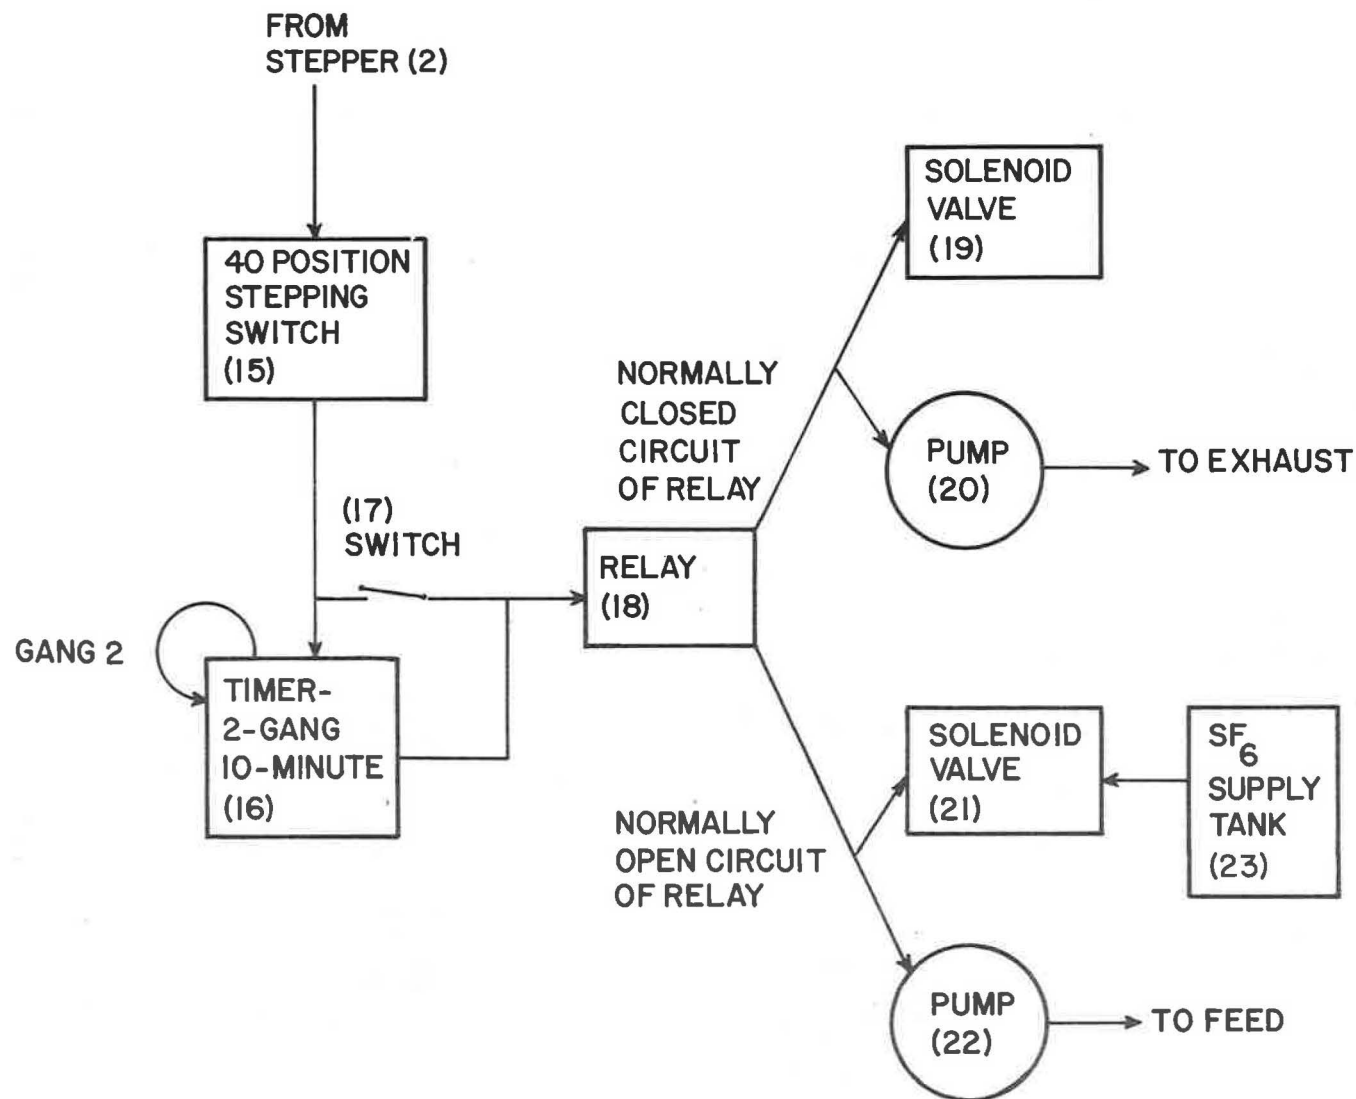 FROM
STEPPER (2)
40 POSITION
STEPPING
SWITCH
(15)
(17)
SWITCH
GANG 2
TIMER-
2-GANG
10-MINUTE
(16)
RELAY
(18)
NORMALLY
CLOSED
CIRCUIT
OF RELAY
SOLENOID
VALVE
(19)
PUMP
(20)
TO EXHAUST
NORMALLY
OPEN CIRCUIT
OF RELAY
SOLENOID
VALVE
(21)
SF6
SUPPLY
TANK
(23)
PUMP
(22)
TO FEED